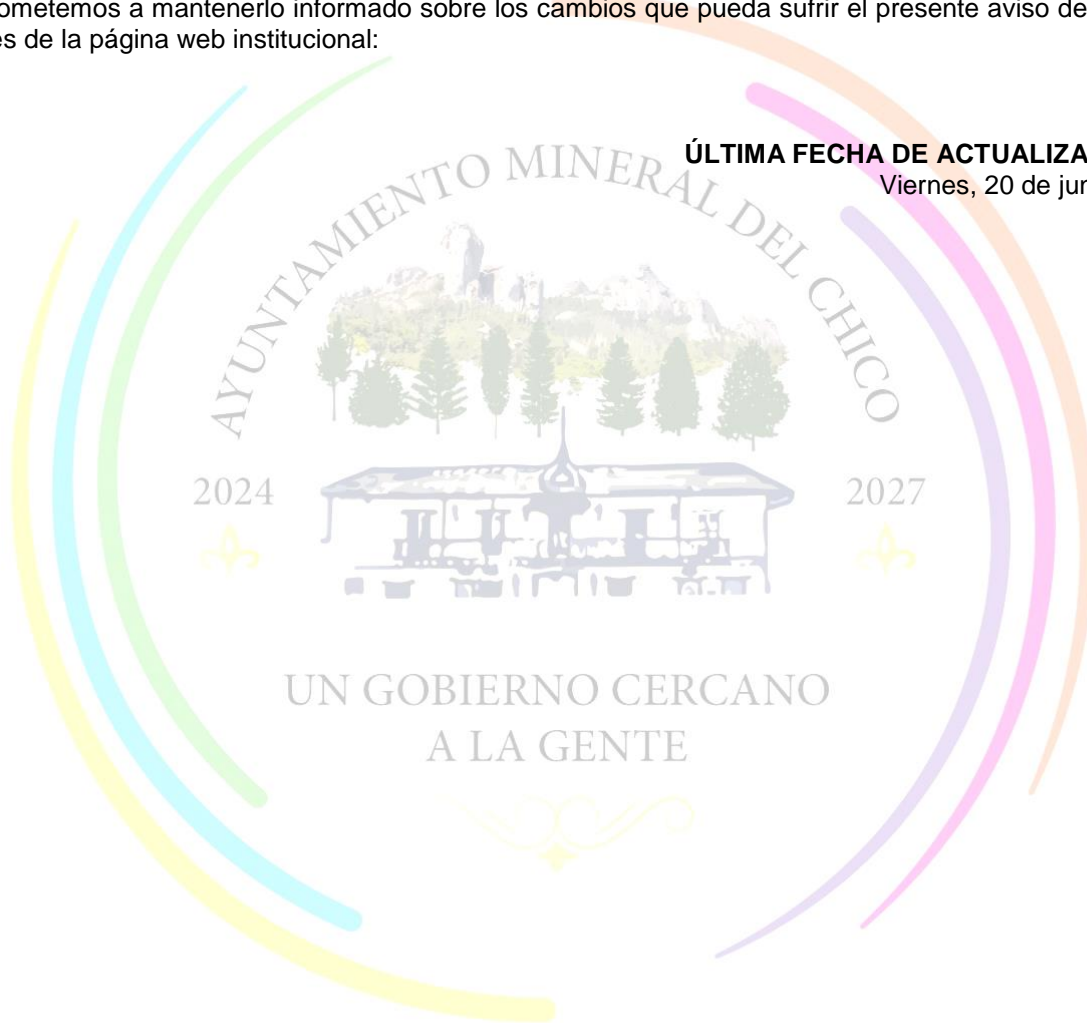 ometemos a mantenerlo informado sobre los cambios que pueda sufrir el presente aviso de
es de la página web institucional:
ÚLTIMA FECHA DE ACTUALIZA
Viernes, 20 de jun
AYUNTAMIENTO MINERAL DEL CHICO
2024
2027
UN GOBIERNO CERCANO
A LA GENTE